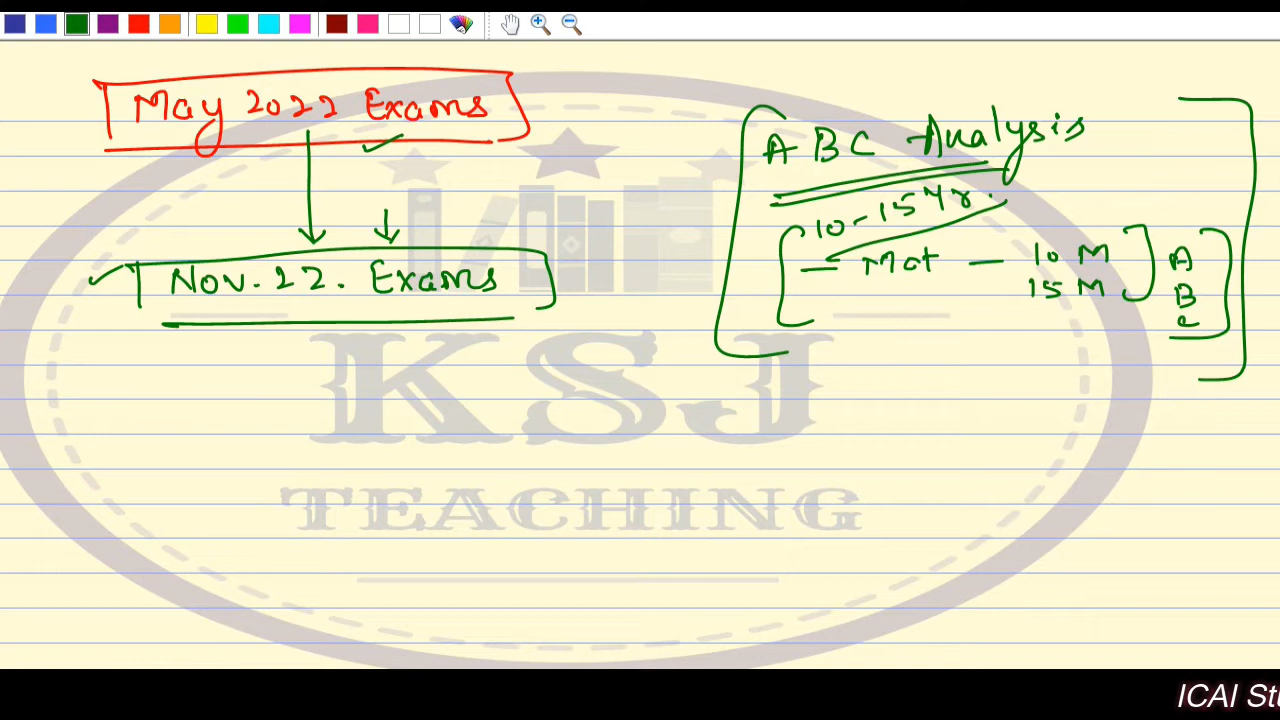 May 2022 Exams
Nov. 22. Exams
ABC Analysis
10-15 Yr.
— Mat — 10 M
15 M
A
B
C
KSJ
TEACHING
ICAI St